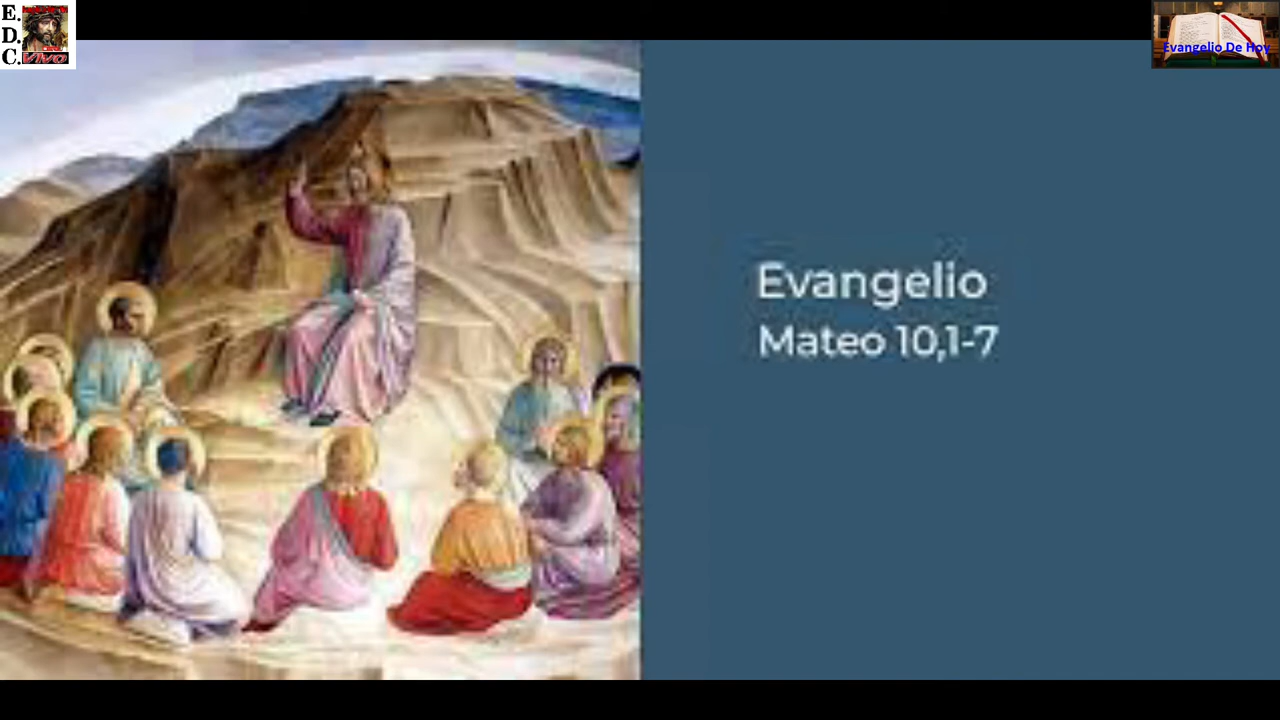 E.
D.
C.
Vivo
Evangelio De Hoy
Evangelio
Mateo 10,1-7